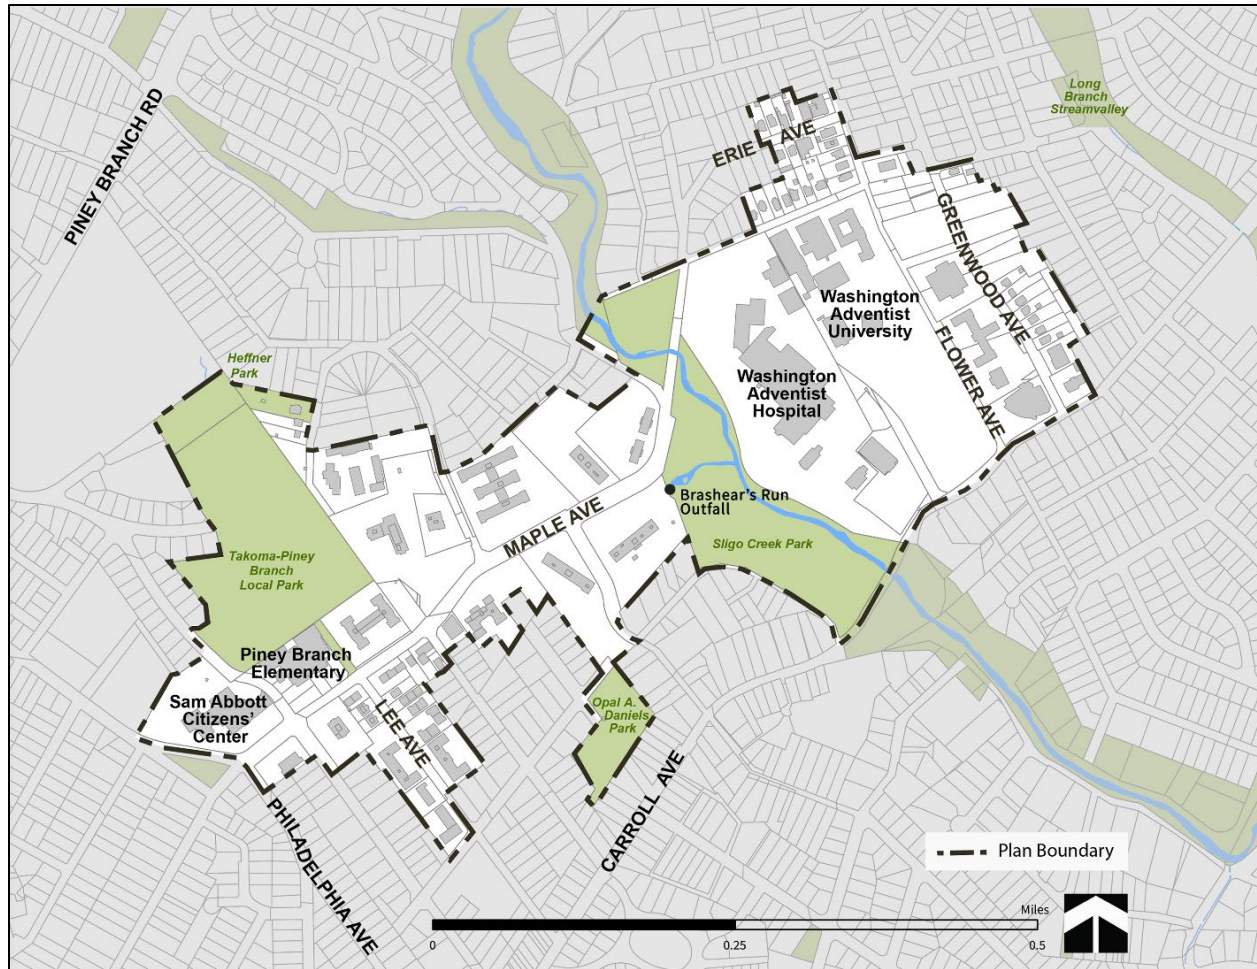 Long
Branch
Streamvalley
PINEY BRANCH RD
ERIE AVE
GREENWOOD AVE
Washington
Adventist
University
FLOWER AVE
Heffner
Park
Washington
Adventist
Hospital
Brashear's Run
Outfall
MAPLE AVE
Sligo Creek Park
Takoma-Piney
Branch
Local Park
Piney Branch
Elementary
Sam Abbott
Citizens'
Center
LEE AVE
Opal A.
Daniels
Park
CARROLL AVE
PHILADELPHIA AVE
Plan Boundary
Miles
0
0.25
0.5